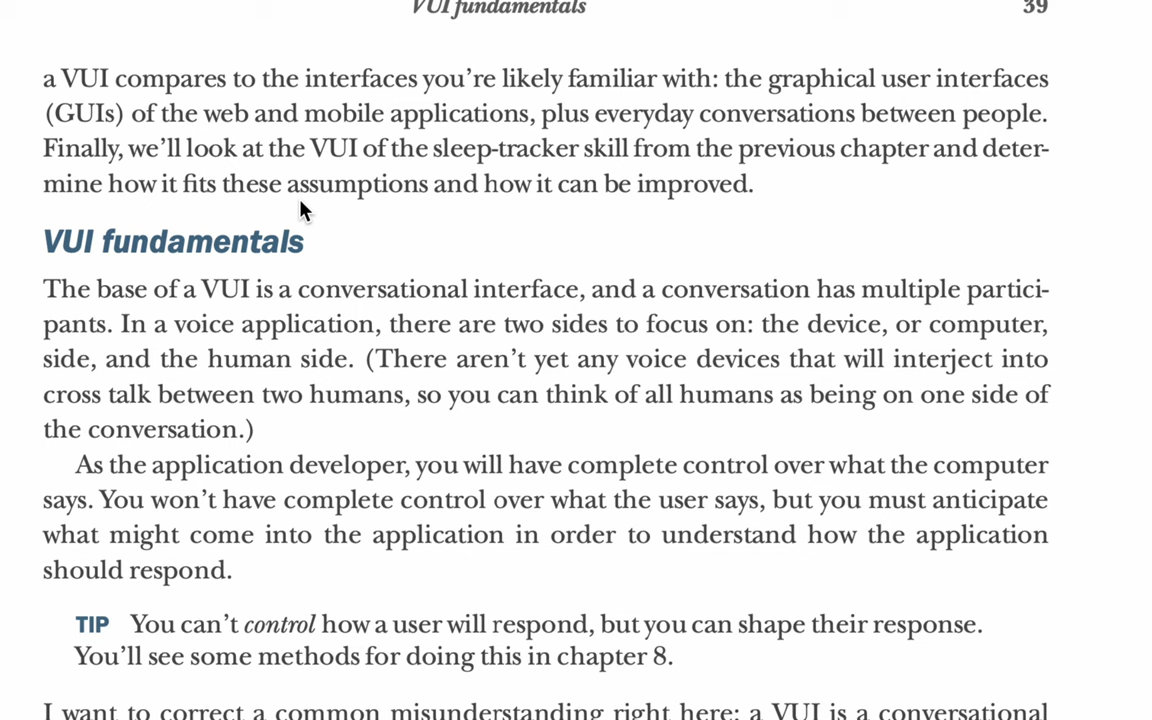 VUI fundamentals 39
a VUI compares to the interfaces you're likely familiar with: the graphical user interfaces
(GUIs) of the web and mobile applications, plus everyday conversations between people.
Finally, we'll look at the VUI of the sleep-tracker skill from the previous chapter and deter-
mine how it fits these assumptions and how it can be improved.
VUI fundamentals
The base of a VUI is a conversational interface, and a conversation has multiple partici-
pants. In a voice application, there are two sides to focus on: the device, or computer,
side, and the human side. (There aren't yet any voice devices that will interject into
cross talk between two humans, so you can think of all humans as being on one side of
the conversation.)
As the application developer, you will have complete control over what the computer
says. You won't have complete control over what the user says, but you must anticipate
what might come into the application in order to understand how the application
should respond.
TIP You can't control how a user will respond, but you can shape their response.
You'll see some methods for doing this in chapter 8.
I want to correct a common misunderstanding right here: a VUI is a conversational